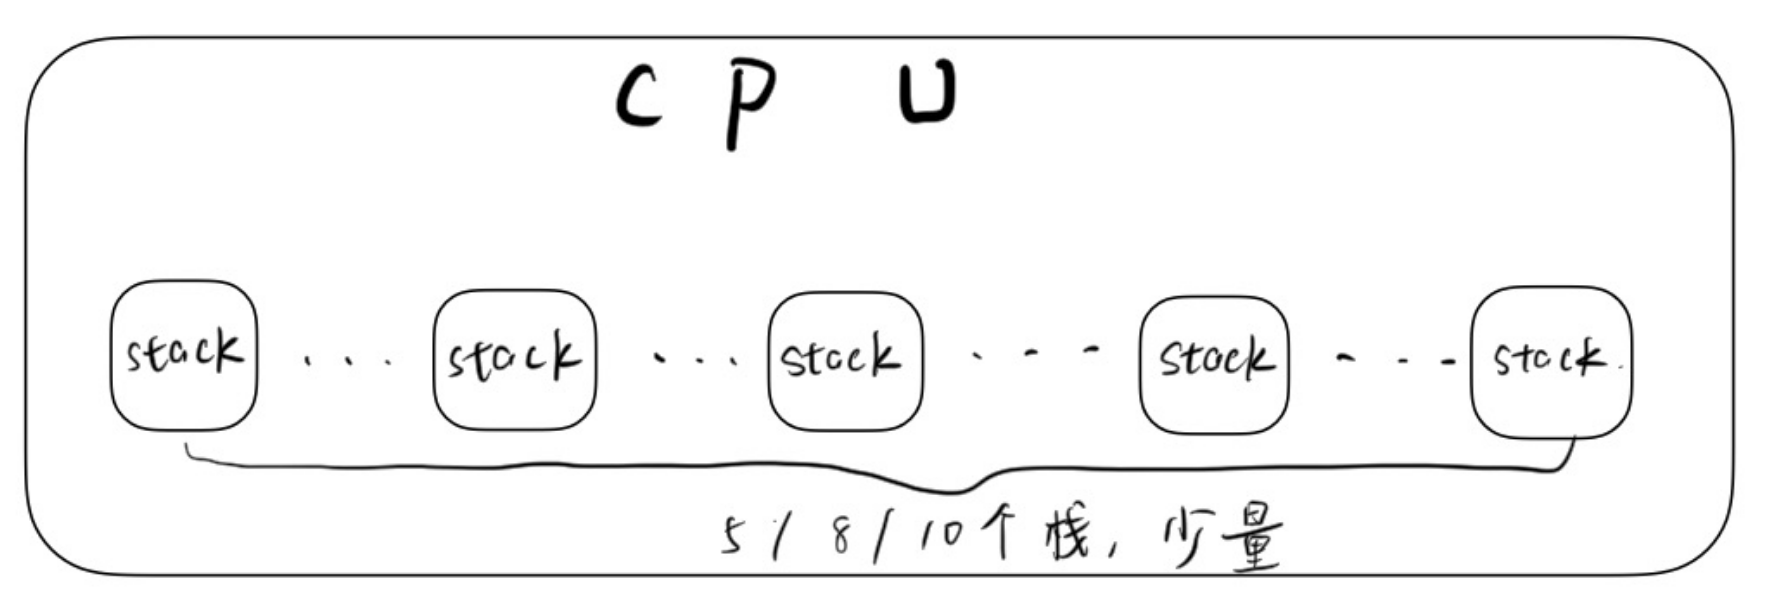 CPU
stack ... stack ... stack ... stack ... stack.
5/8/10个栈,少量